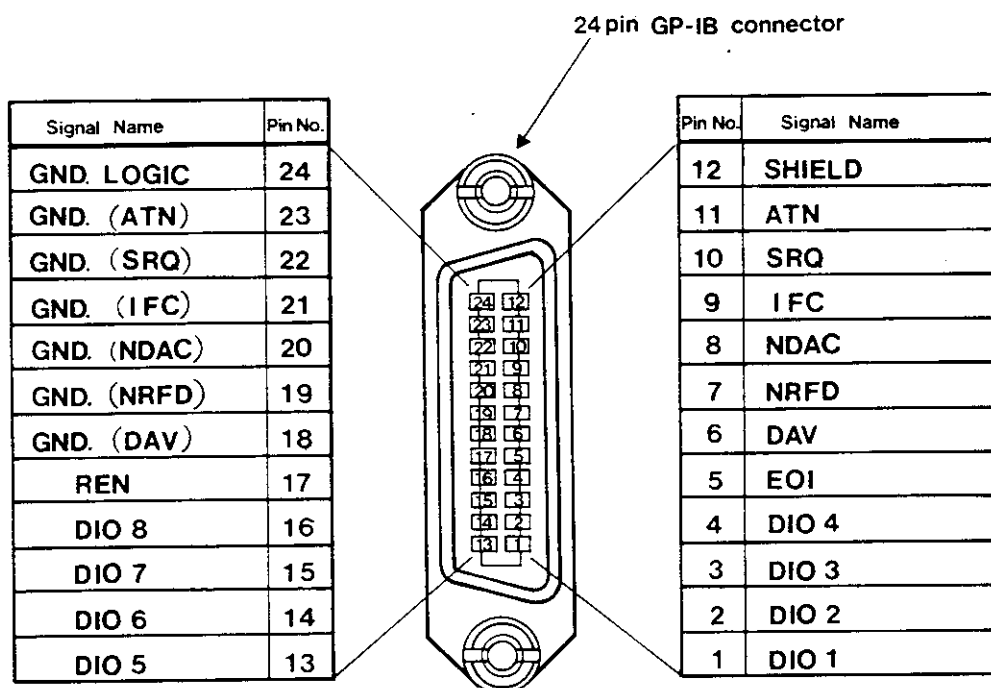 24 pin GP-IB connector
Signal Name Pin No.
GND. LOGIC 24
GND. (ATN) 23
GND. (SRQ) 22
GND. (IFC) 21
GND. (NDAC) 20
GND. (NRFD) 19
GND. (DAV) 18
REN 17
DIO 8 16
DIO 7 15
DIO 6 14
DIO 5 13
24 12
23 11
22 10
21 9
20 8
19 7
18 6
17 5
16 4
15 3
14 2
13 1
Pin No. Signal Name
12 SHIELD
11 ATN
10 SRQ
9 IFC
8 NDAC
7 NRFD
6 DAV
5 EOI
4 DIO 4
3 DIO 3
2 DIO 2
1 DIO 1